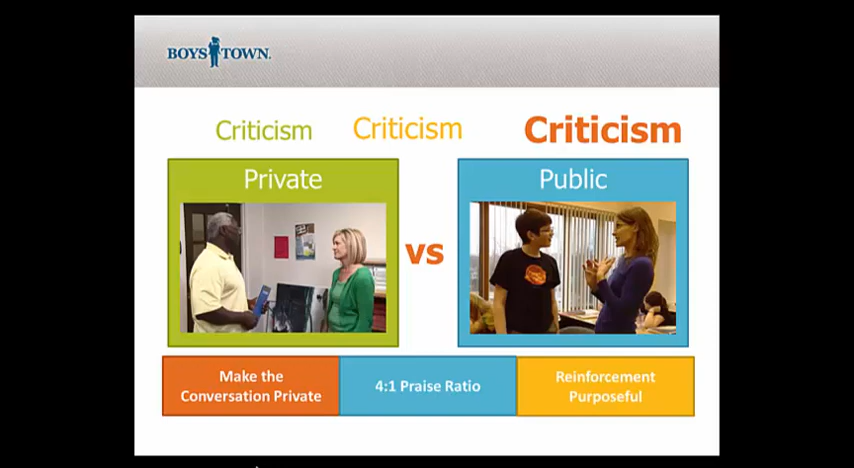 BOYS TOWN.
Criticism Criticism Criticism
Private
Public
vs
Make the
Conversation Private
4:1 Praise Ratio
Reinforcement
Purposeful